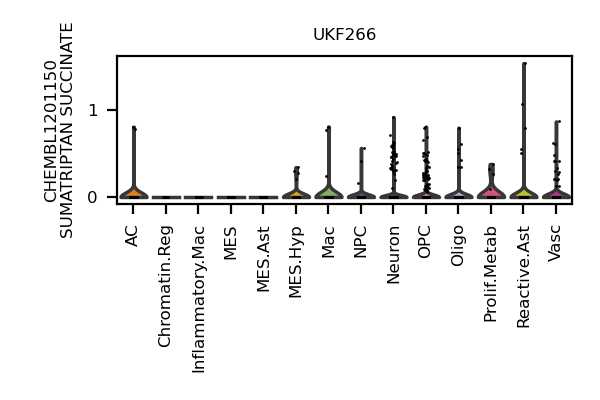 UKF266
CHEMBL1201150
SUMATRIPTAN SUCCINATE
1
0
AC
Chromatin.Reg
Inflammatory.Mac
MES
MES.Ast
MES.Hyp
Mac
NPC
Neuron
OPC
Oligo
Prolif.Metab
Reactive.Ast
Vasc